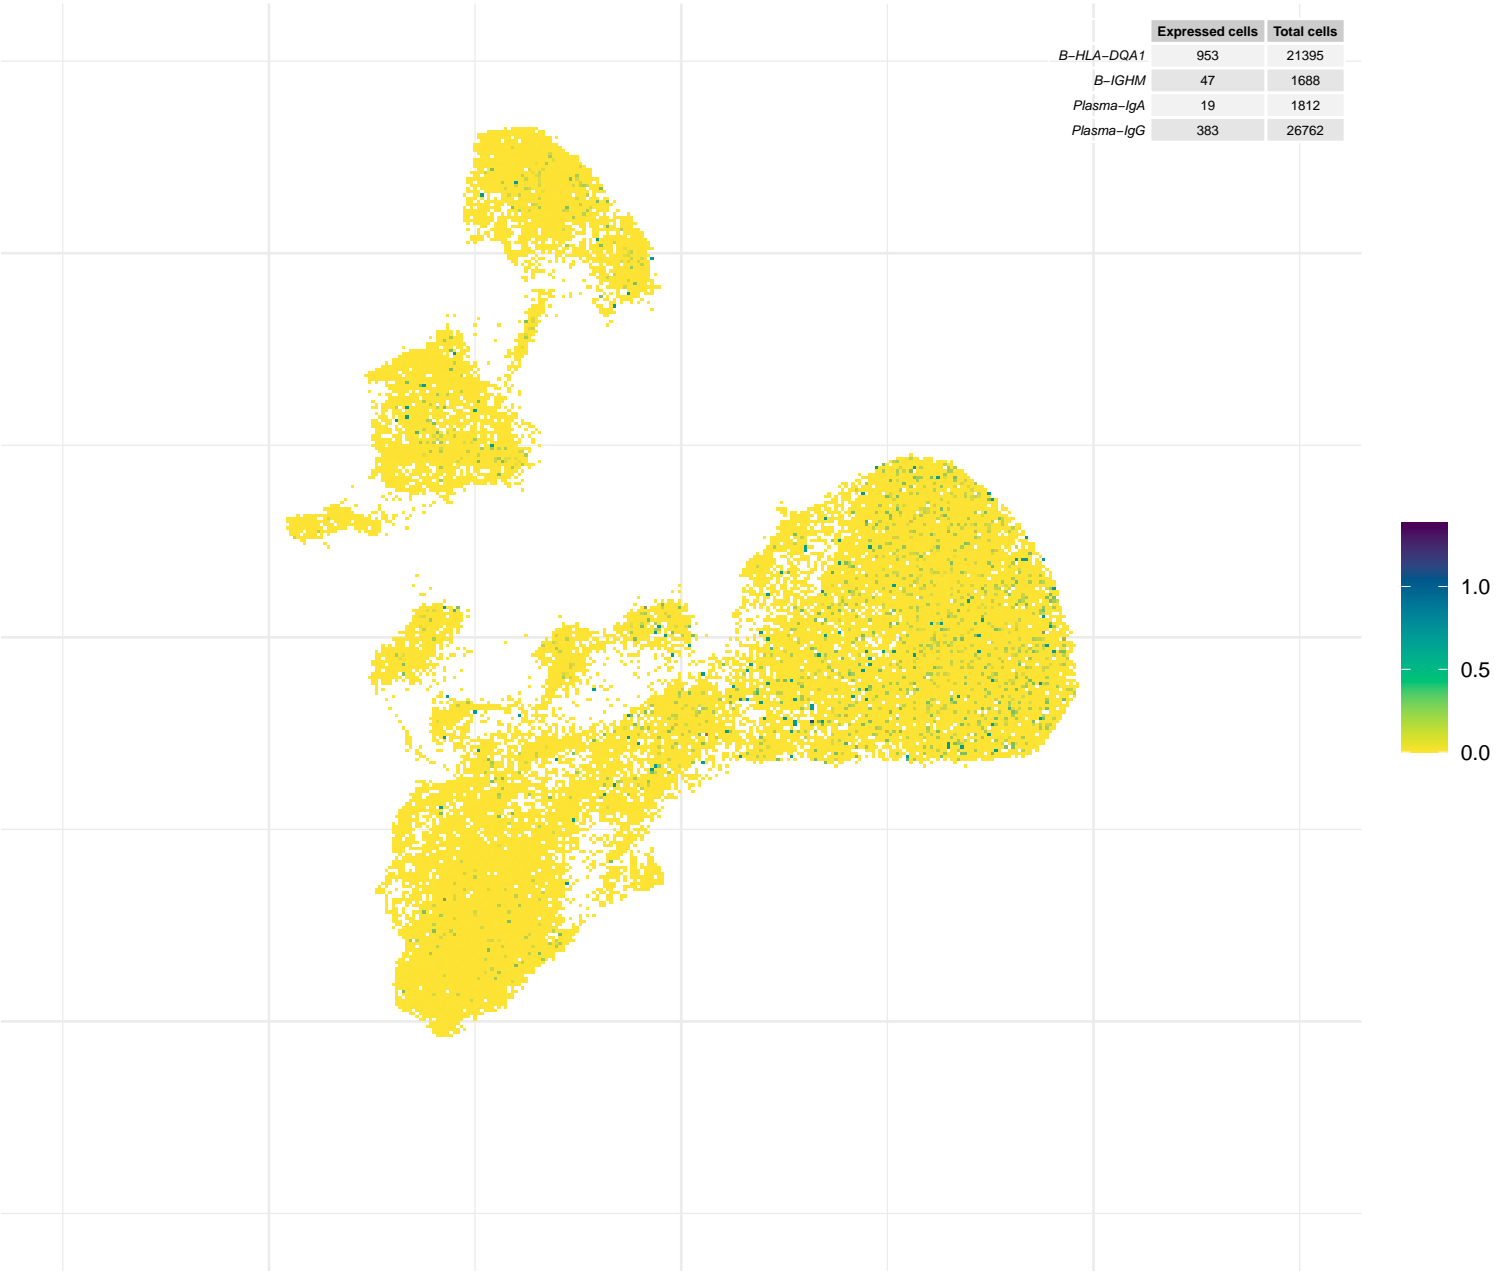 Expressed cells Total cells
B−HLA−DQA1 953 21395
B−IGHM 47 1688
Plasma−IgA 19 1812
Plasma−IgG 383 26762
1.0
0.5
0.0